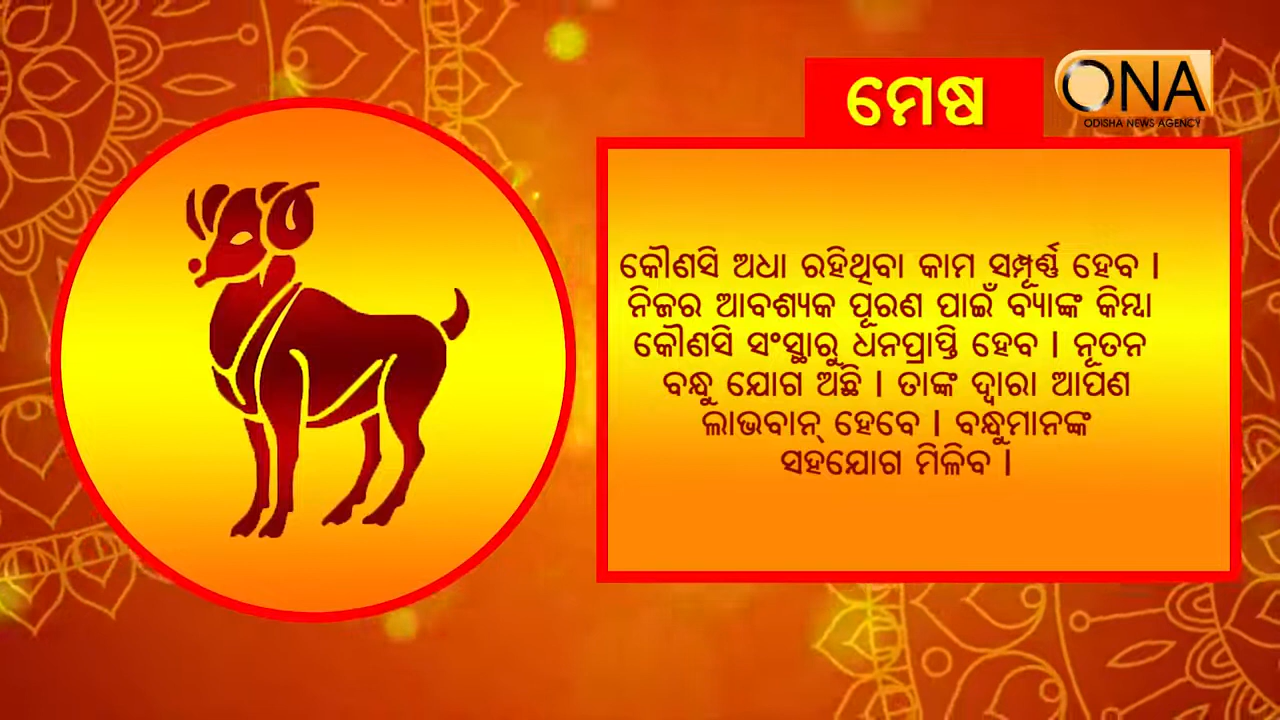 ମେଷ
ONA
ODISHA NEWS AGENCY
କୌଣସି ଅଧା ରହିଥିବା କାମ ସମ୍ପୂର୍ଣ୍ଣ ହେବ ।
ନିଜର ଆବଶ୍ୟକ ପୂରଣ ପାଇଁ ବ୍ୟାଙ୍କ କିମ୍ବା
କୌଣସି ସଂସ୍ଥାରୁ ଧନପ୍ରାପ୍ତି ହେବ । ନୂତନ
ବନ୍ଧୁ ଯୋଗ ଅଛି । ତାଙ୍କ ଦ୍ୱାରା ଆପଣ
ଲାଭବାନ୍ ହେବେ । ବନ୍ଧୁମାନଙ୍କ
ସହଯୋଗ ମିଳିବ ।